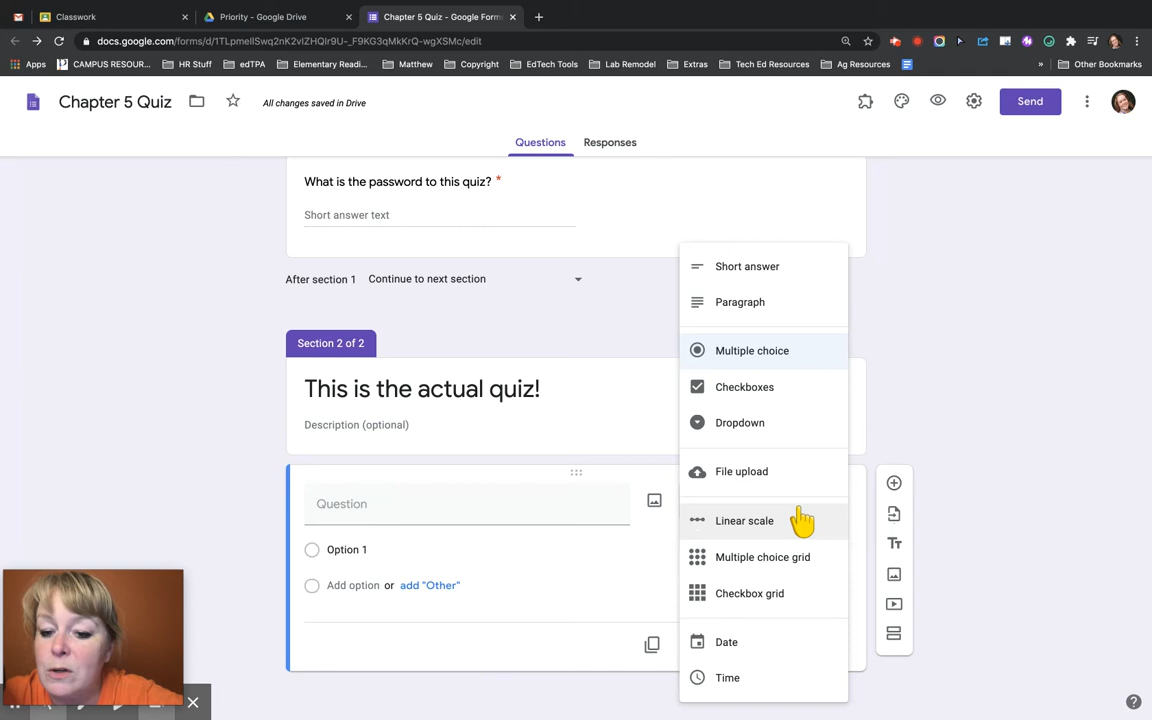 Classwork
Priority - Google Drive
Chapter 5 Quiz - Google Form
docs.google.com/forms/d/1TLpmellSwq2nK2vIZHQlr9U-_F9KG3qMkKrQ-wgXSMc/edit
Apps
CAMPUS RESOUR...
HR Stuff
edTPA
Elementary Readi...
Matthew
Copyright
EdTech Tools
Lab Remodel
Extras
Tech Ed Resources
Ag Resources
»
Other Bookmarks
Chapter 5 Quiz
All changes saved in Drive
Send
Questions
Responses
What is the password to this quiz? *
Short answer text
After section 1 Continue to next section
Section 2 of 2
This is the actual quiz!
Description (optional)
Question
Option 1
Add option or add "Other"
Short answer
Paragraph
Multiple choice
Checkboxes
Dropdown
File upload
Linear scale
Multiple choice grid
Checkbox grid
Date
Time